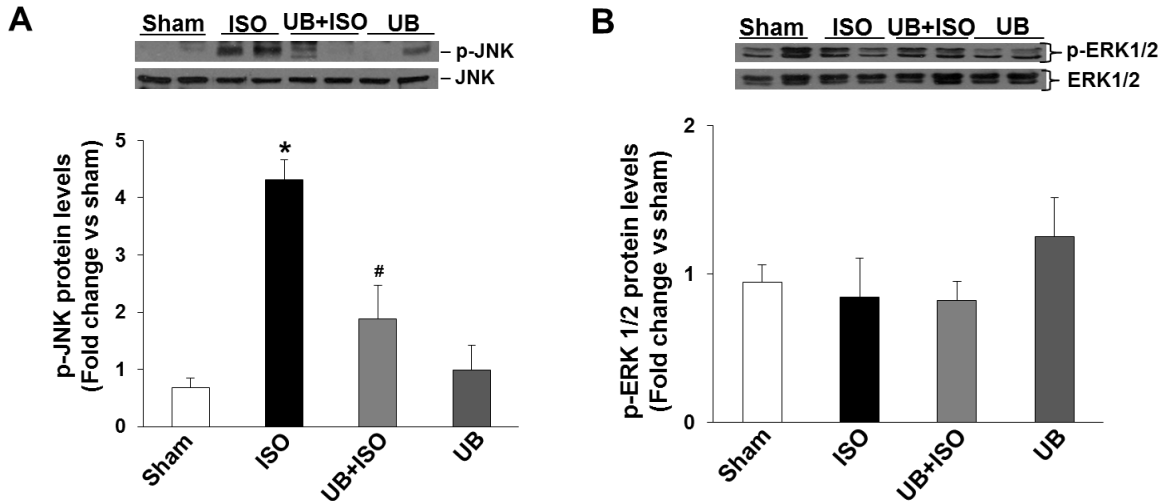 A
Sham ISO UB+ISO UB
p-JNK
JNK
p-JNK protein levels
(Fold change vs sham)
5
4
3
2
1
0
*
#
Sham ISO UB+ISO UB
B
Sham ISO UB+ISO UB
p-ERK1/2
ERK1/2
p-ERK 1/2 protein levels
(Fold change vs sham)
2
1
0
Sham ISO UB+ISO UB